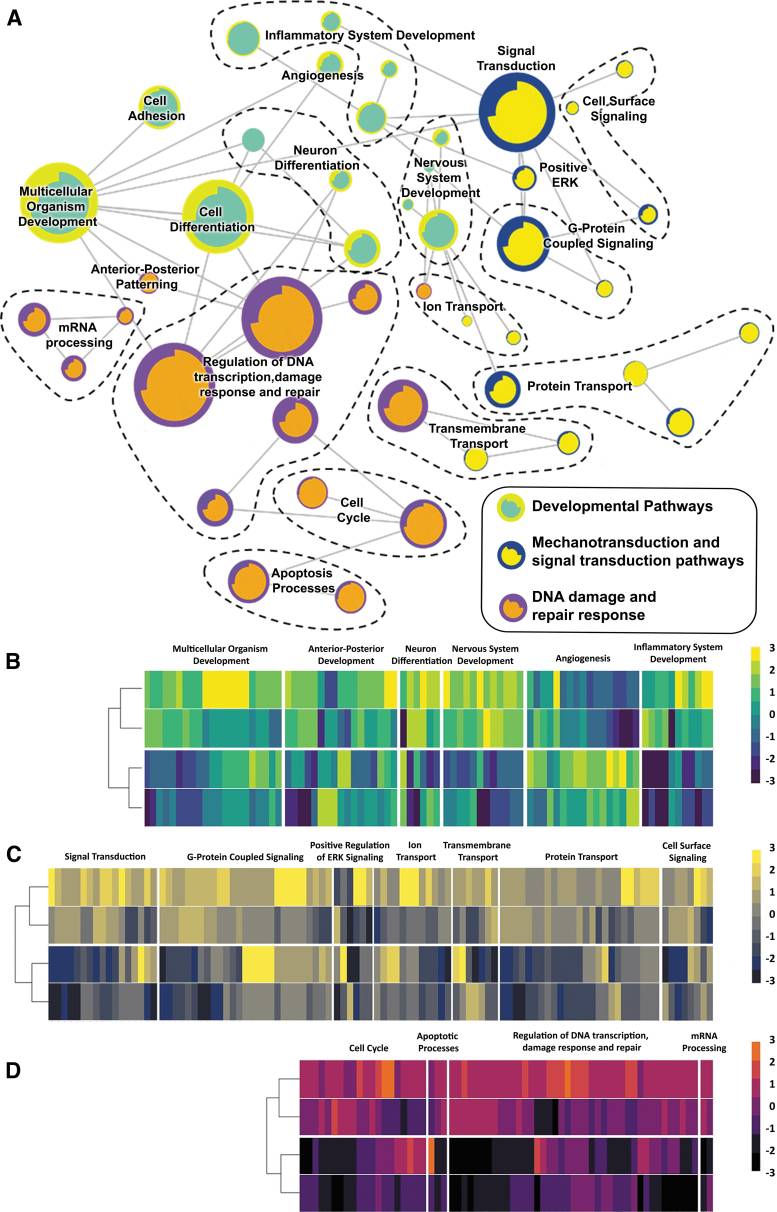 A
Inflammatory System Development
Angiogenesis
Signal
Transduction
Cell
Adhesion
Cell Surface
Signaling
Neuron
Differentiation
Nervous
System
Development
Positive
ERK
Multicellular
Organism
Development
Cell
Differentiation
G-Protein
Coupled Signaling
Anterior-Posterior
Patterning
Ion Transport
mRNA
processing
Regulation of DNA
transcription,damage
response and repair
Protein Transport
Transmembrane
Transport
Cell
Cycle
Apoptosis
Processes
Developmental Pathways
Mechanotransduction and
signal transduction pathways
DNA damage and
repair response
B
Multicellular Organism
Development
Anterior-Posterior
Development
Neuron
Differentiation
Nervous System
Development
Angiogenesis
Inflammatory System
Development
3
2
1
0
-1
-2
-3
C
Signal Transduction
G-Protein Coupled Signaling
Positive Regulation
of ERK Signaling
Ion
Transport
Transmembrane
Transport
Protein Transport
Cell Surface
Signaling
3
2
1
0
-1
-2
-3
D
Cell Cycle
Apoptotic
Processes
Regulation of DNA transcription,
damage response and repair
mRNA
Processing
3
2
1
0
-1
-2
-3